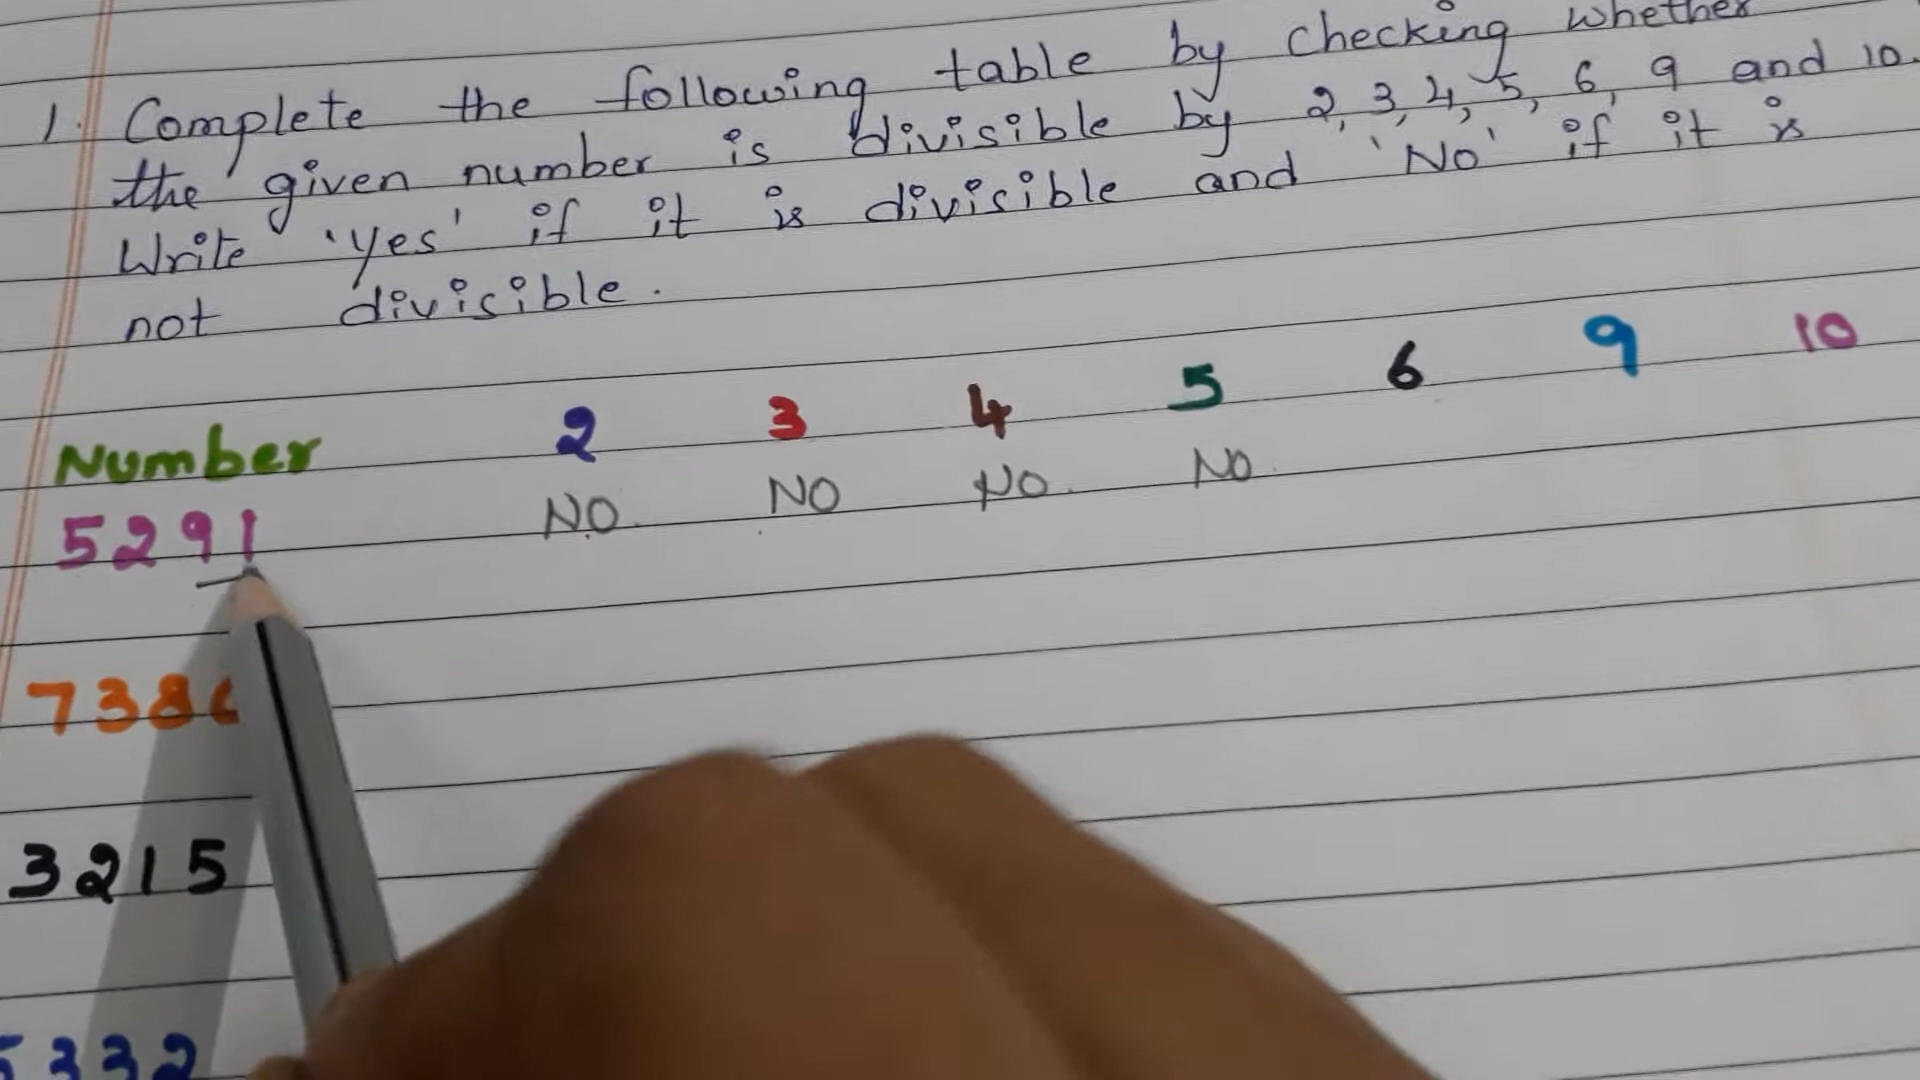 1. Complete the following table by checking whether
the given number is divisible by 2, 3, 4, 5, 6, 9 and 10.
Write 'yes' if it is divisible and 'No' if it is
not divisible.
Number 2 3 4 5 6 9 10
5291 NO. NO NO. NO.
3215